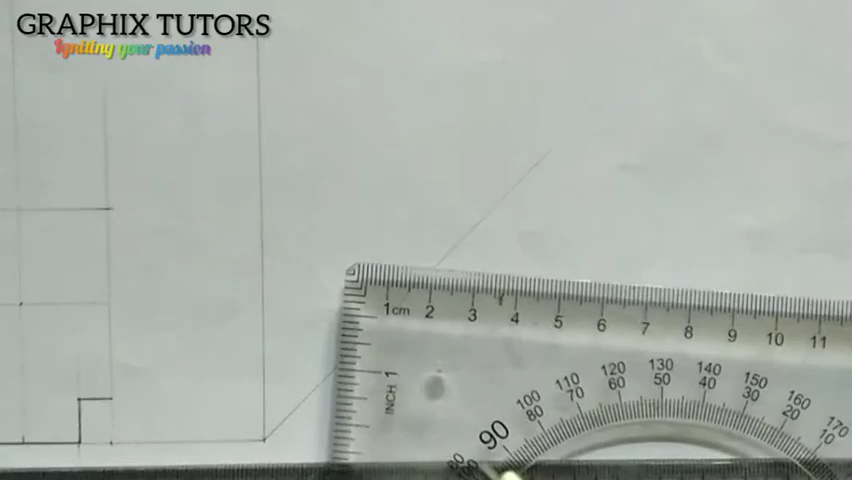 GRAPHIX TUTORS
Igniting your passion
1cm 2 3 4 5 6 7 8 9 10 11
INCH 1
90 100 110 120 130 140 150 160 170
80 70 60 50 40 30 20 10
80